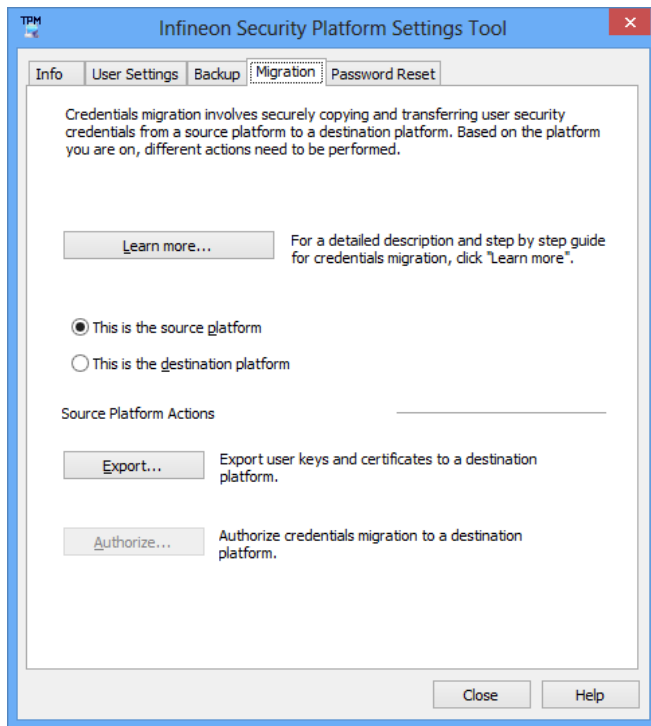 TPM
Infineon Security Platform Settings Tool
Info User Settings Backup Migration Password Reset
Credentials migration involves securely copying and transferring user security
credentials from a source platform to a destination platform. Based on the platform
you are on, different actions need to be performed.
Learn more...
For a detailed description and step by step guide
for credentials migration, click "Learn more".
This is the source platform
This is the destination platform
Source Platform Actions
Export...
Export user keys and certificates to a destination
platform.
Authorize...
Authorize credentials migration to a destination
platform.
Close Help